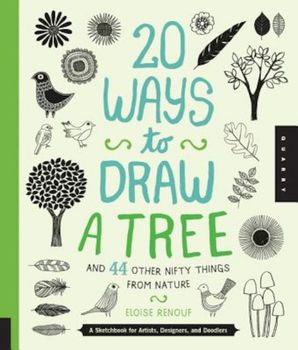 20
WAYS
to
DRAW
A TREE
AND 44 OTHER NIFTY THINGS
FROM NATURE
ELOISE RENOUF
A Sketchbook for Artists, Designers, and Doodlers
QUARRY